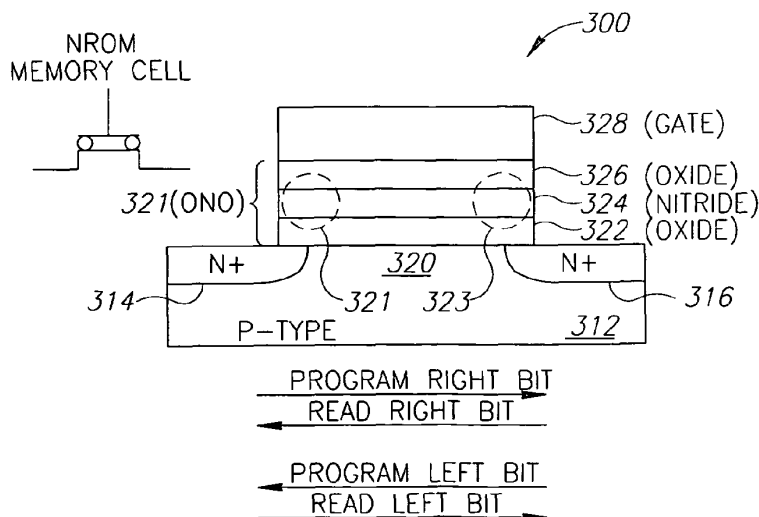 300
NROM
MEMORY CELL
328 (GATE)
326 (OXIDE)
321(ONO)
324 (NITRIDE)
322 (OXIDE)
N+
320
N+
314
321
323
316
P-TYPE
312
PROGRAM RIGHT BIT
READ RIGHT BIT
PROGRAM LEFT BIT
READ LEFT BIT